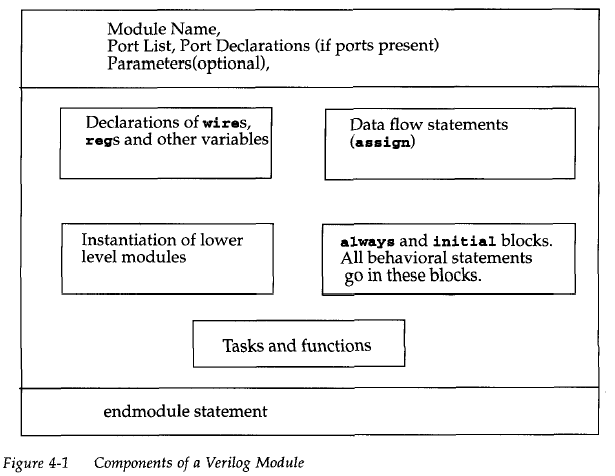 Module Name,
Port List, Port Declarations (if ports present)
Parameters(optional),
Declarations of wires,
regs and other variables
Data flow statements
(assign)
Instantiation of lower
level modules
always and initial blocks.
All behavioral statements
go in these blocks.
Tasks and functions
endmodule statement
Figure 4-1 Components of a Verilog Module